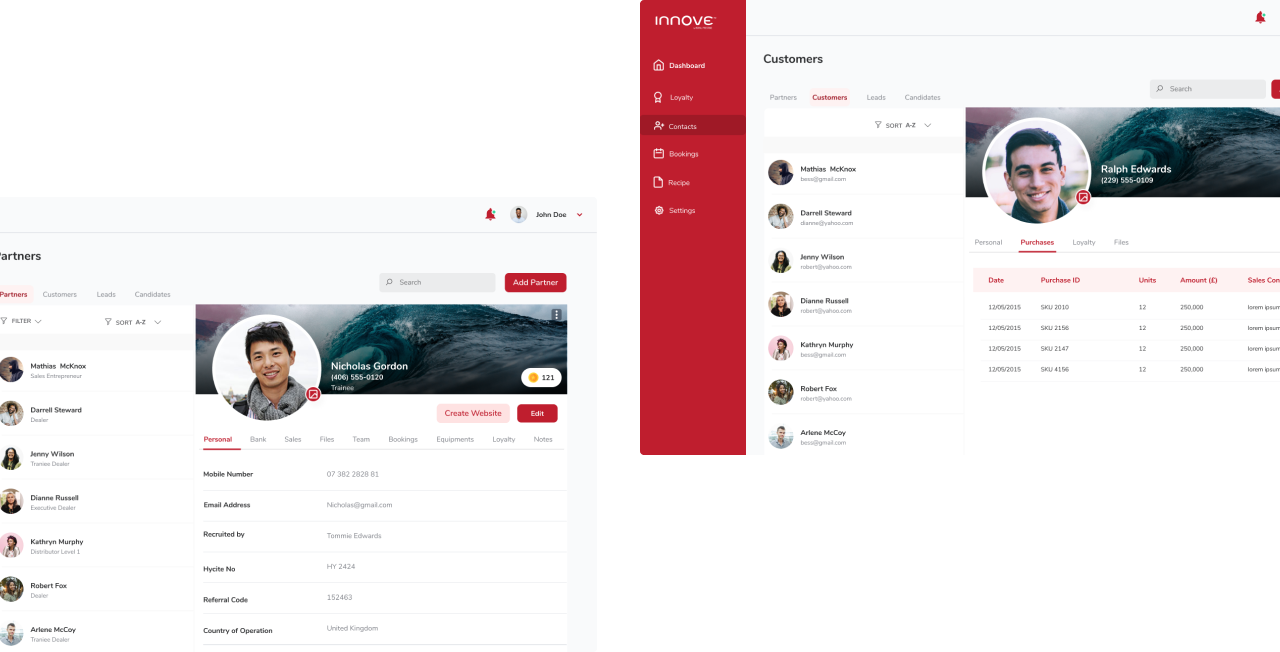 John Doe
Partners
Partners Customers Leads Candidates
Search
Add Partner
FILTER
SORT A-Z
Mathias McKnox
Sales Entrepreneur
Darrell Steward
Dealer
Jenny Wilson
Tranee Dealer
Dianne Russell
Executive Dealer
Kathryn Murphy
Distributor Level 1
Robert Fox
Dealer
Arlene McCoy
Tranee Dealer
Nicholas Gordon
(406) 555-0120
Trainee
121
Create Website
Edit
Personal Bank Sales Files Team Bookings Equipments Loyalty Notes
Mobile Number 07 382 2828 81
Email Address Nicholas@gmail.com
Recruited by Tommie Edwards
Hycite No HY 2424
Referral Code 152463
Country of Operation United Kingdom
INNOVE
Dashboard
Loyalty
Contacts
Bookings
Recipe
Settings
Customers
Partners Customers Leads Candidates
Search
SORT A-Z
Mathias McKnox
bess@gmail.com
Darrell Steward
dianne@yahoo.com
Jenny Wilson
robert@yahoo.com
Dianne Russell
robert@yahoo.com
Kathryn Murphy
bess@gmail.com
Robert Fox
robert@yahoo.com
Arlene McCoy
bess@gmail.com
Ralph Edwards
(229) 555-0109
Personal Purchases Loyalty Files
Date Purchase ID Units Amount (£) Sales Con
12/05/2015 SKU 2010 12 250,000 lorem ipsum
12/05/2015 SKU 2156 12 250,000 lorem ipsum
12/05/2015 SKU 2147 12 250,000 lorem ipsum
12/05/2015 SKU 4156 12 250,000 lorem ipsum